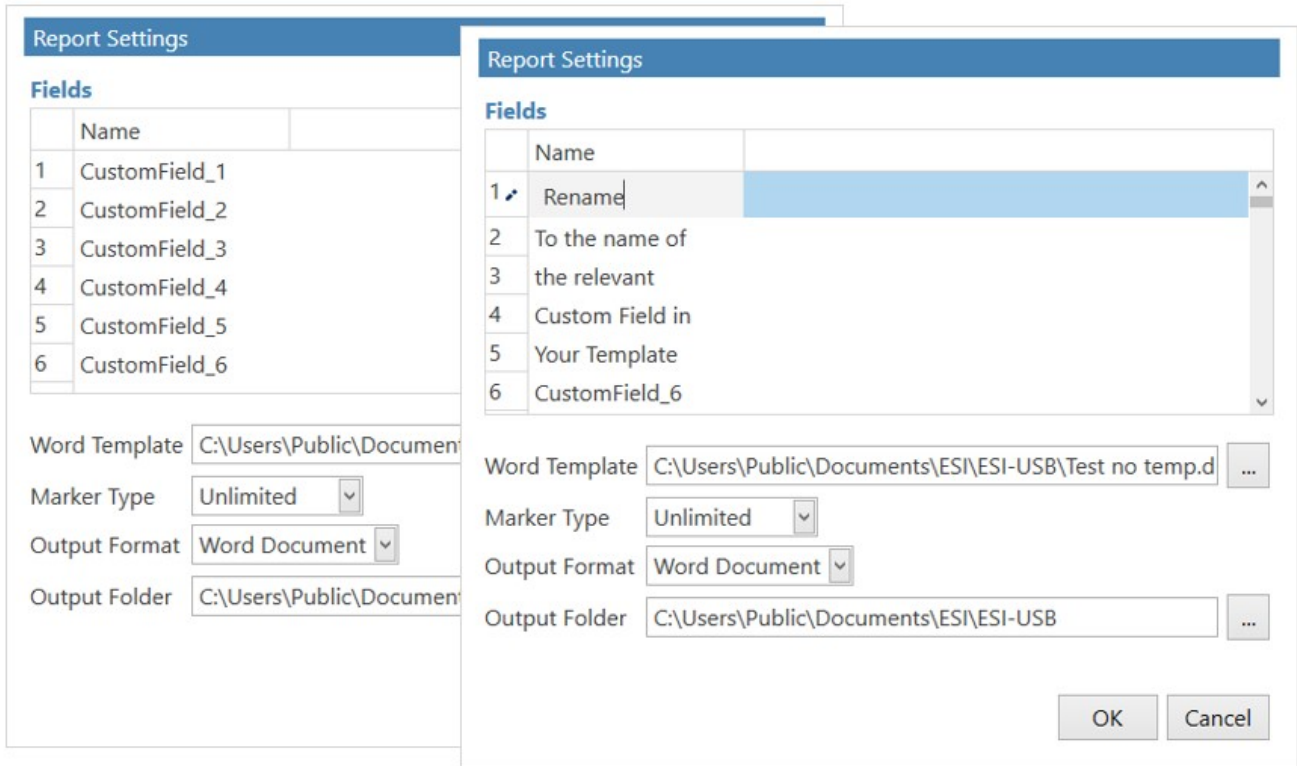 Report Settings
Fields
Name
1 CustomField_1
2 CustomField_2
3 CustomField_3
4 CustomField_4
5 CustomField_5
6 CustomField_6
Word Template C:\Users\Public\Documen
Marker Type Unlimited
Output Format Word Document
Output Folder C:\Users\Public\Documen
Report Settings
Fields
Name
1 Rename
2 To the name of
3 the relevant
4 Custom Field in
5 Your Template
6 CustomField_6
Word Template C:\Users\Public\Documents\ESI\ESI-USB\Test no temp.d ...
Marker Type Unlimited
Output Format Word Document
Output Folder C:\Users\Public\Documents\ESI\ESI-USB ...
OK Cancel